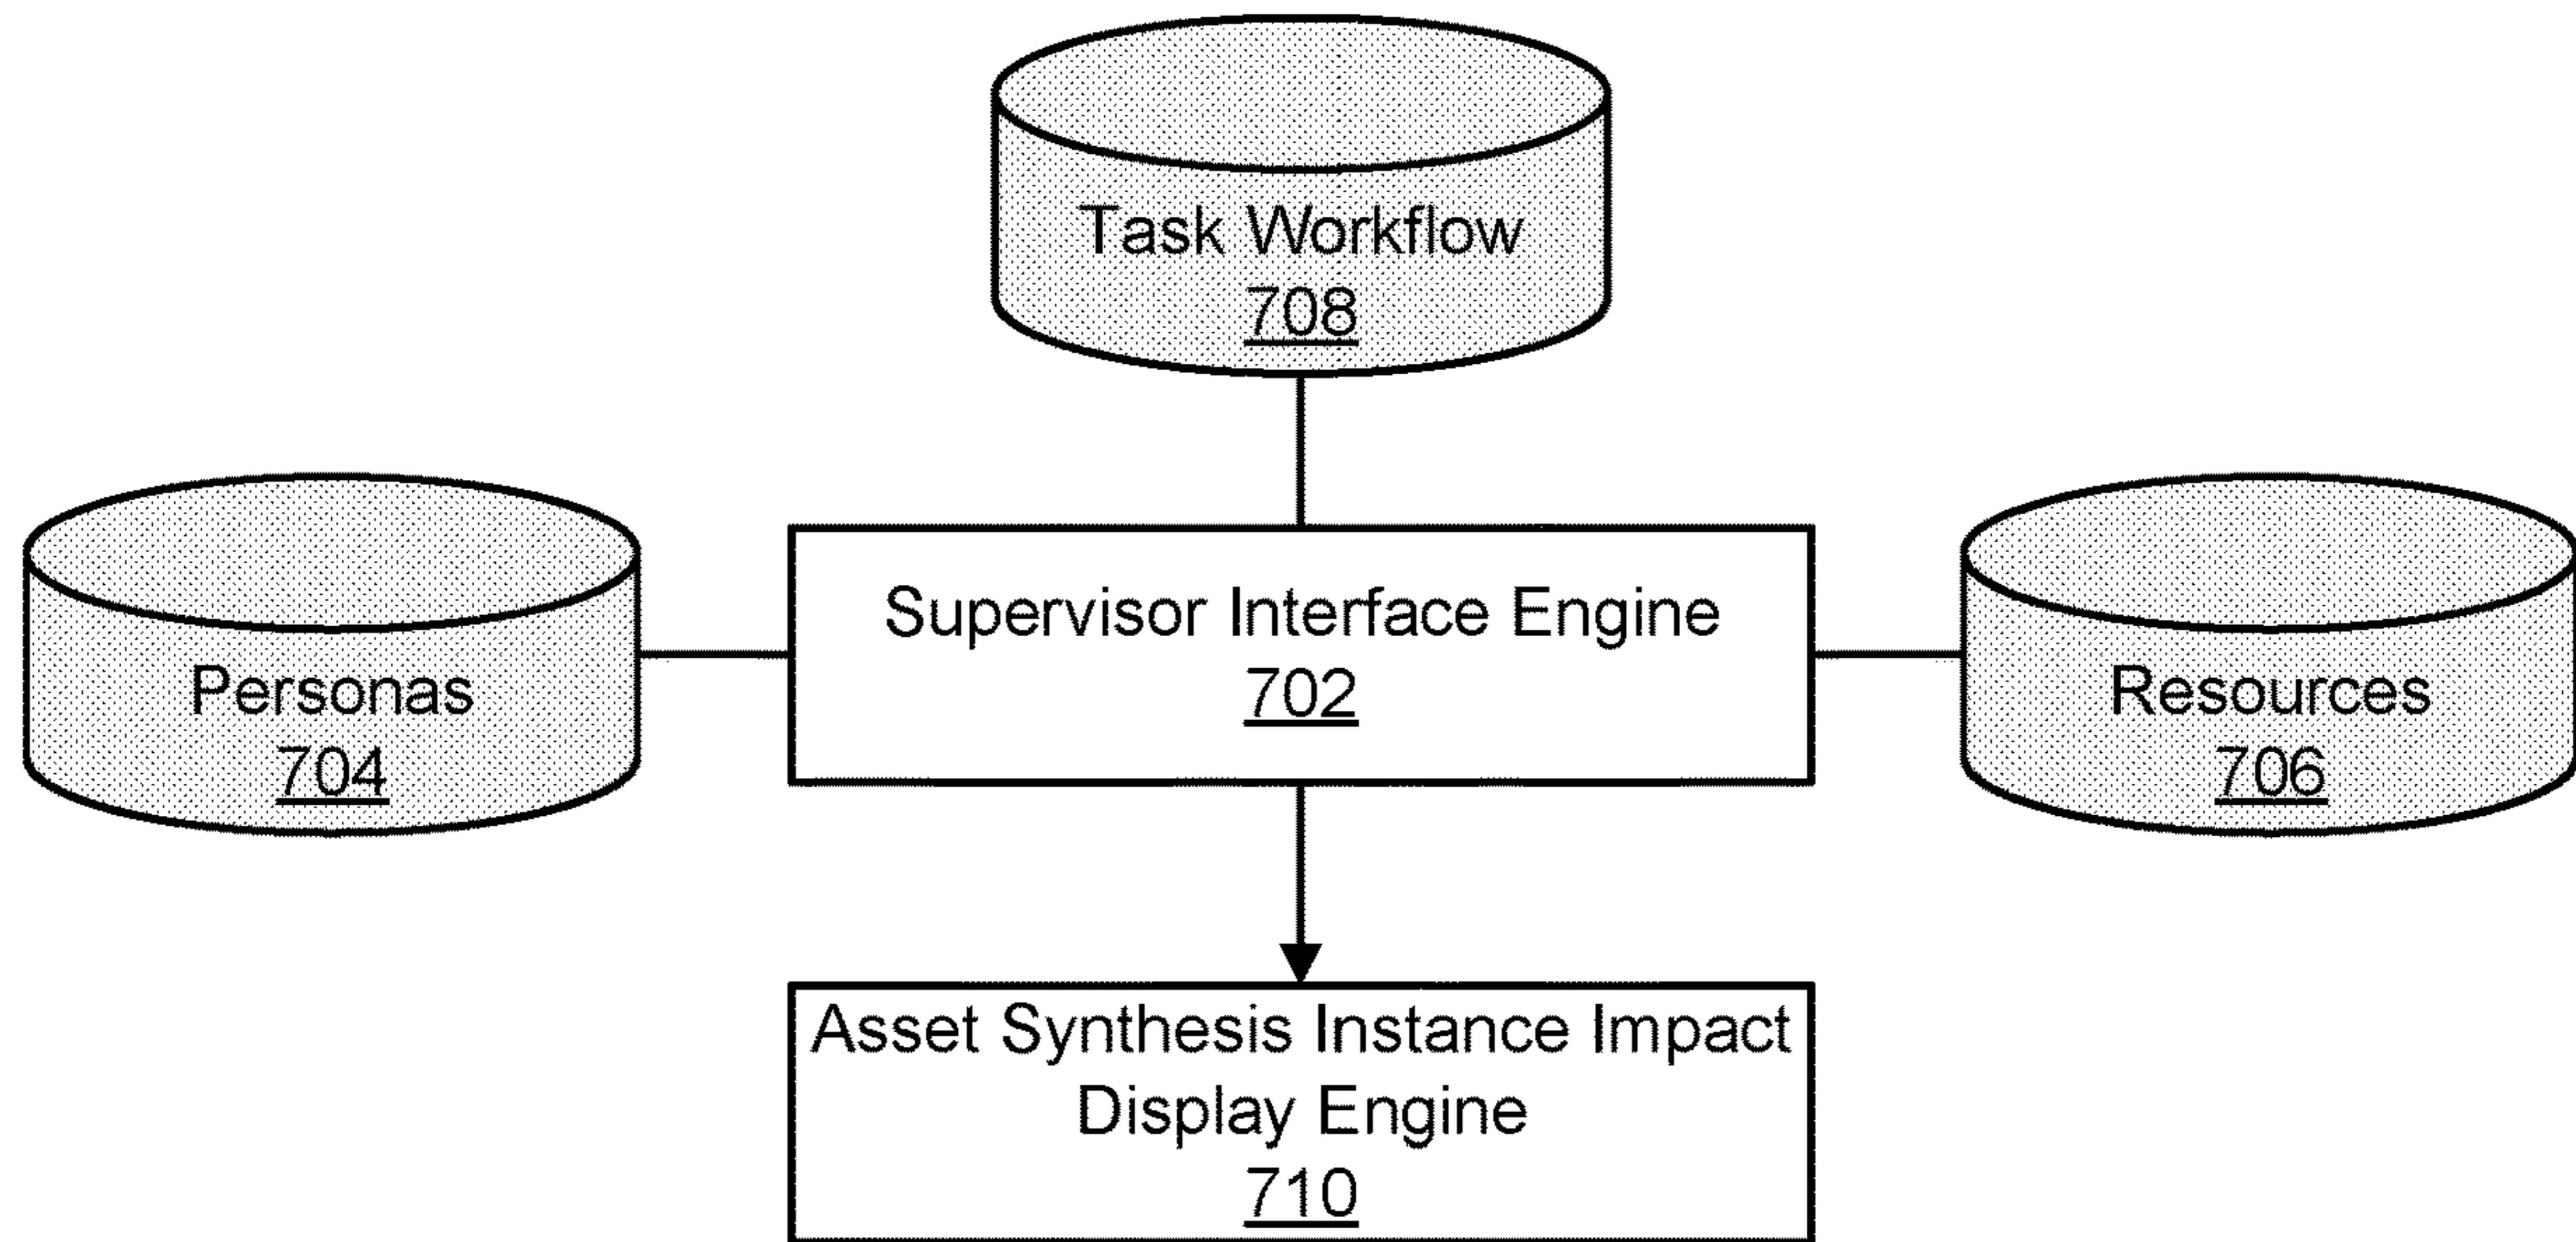 Task Workflow
708
Personas
704
Supervisor Interface Engine
702
Resources
706
Asset Synthesis Instance Impact
Display Engine
710